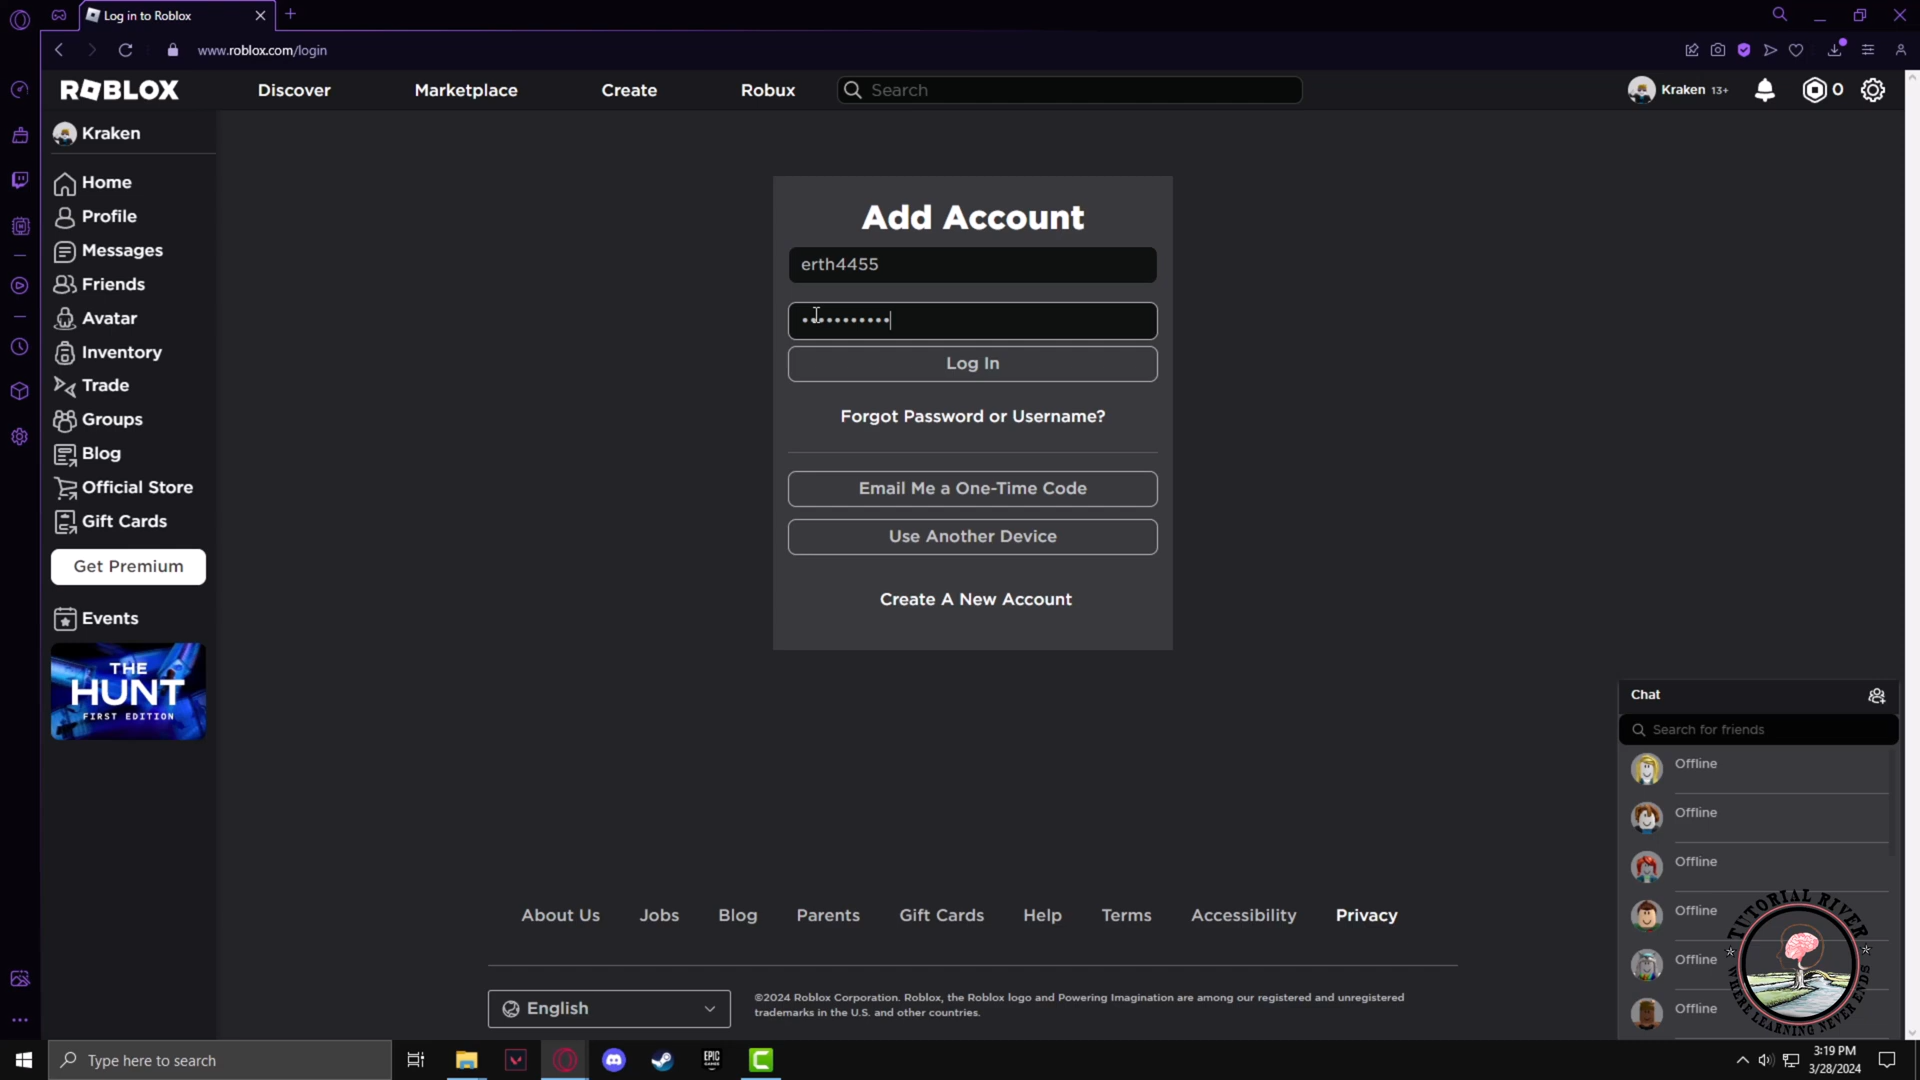 Log in to Roblox
www.roblox.com/login
ROBLOX
Discover
Marketplace
Create
Robux
Search
Kraken 13+
0
Kraken
Home
Profile
Messages
Friends
Avatar
Inventory
Trade
Groups
Blog
Official Store
Gift Cards
Get Premium
Events
THE
HUNT
FIRST EDITION
Add Account
erth4455
•••••••••••
Log In
Forgot Password or Username?
Email Me a One-Time Code
Use Another Device
Create A New Account
Chat
Search for friends
Offline
Offline
Offline
Offline
Offline
Offline
TUTORIAL RIVER
* WHERE LEARNING NEVER ENDS *
About Us
Jobs
Blog
Parents
Gift Cards
Help
Terms
Accessibility
Privacy
English
©2024 Roblox Corporation. Roblox, the Roblox logo and Powering Imagination are among our registered and unregistered
trademarks in the U.S. and other countries.
Type here to search
EPIC
GAMES
3:19 PM
3/28/2024